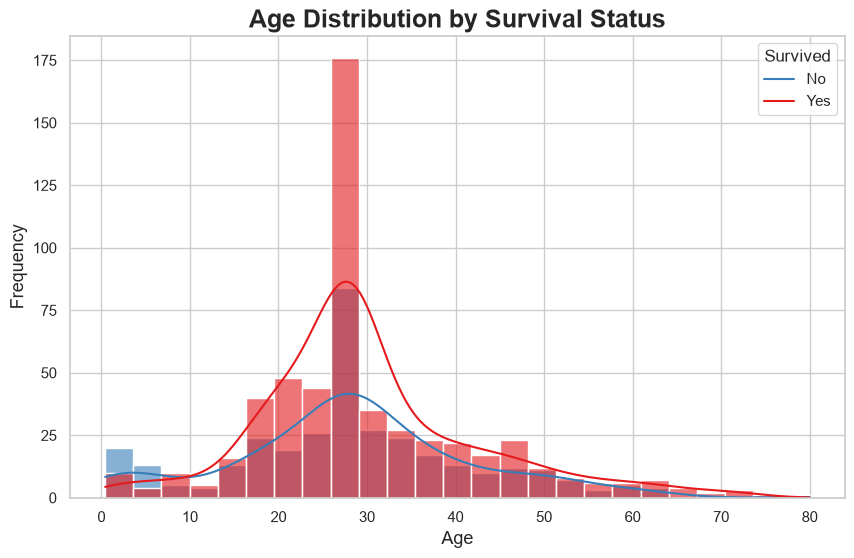 Age Distribution by Survival Status
Survived
No
Yes
175
150
125
100
75
50
25
0
Frequency
0 10 20 30 40 50 60 70 80
Age